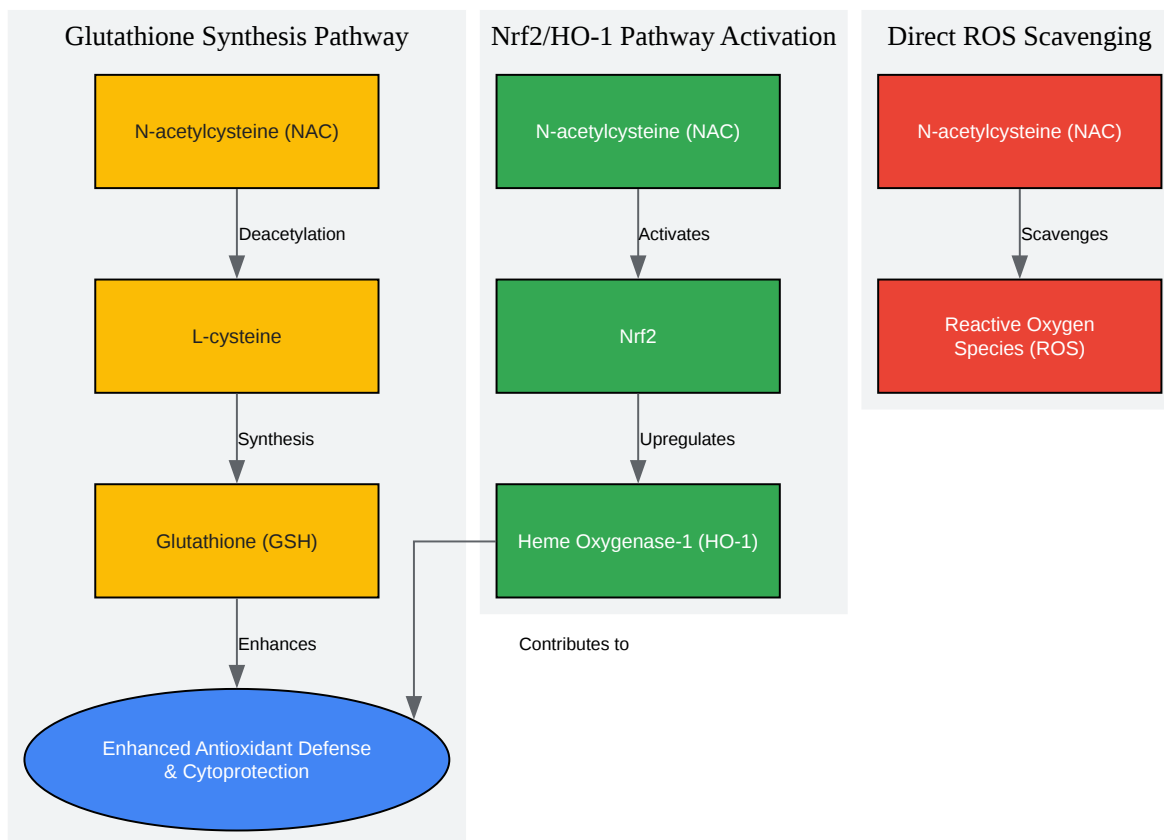 Glutathione Synthesis Pathway
N-acetylcysteine (NAC)
Deacetylation
L-cysteine
Synthesis
Glutathione (GSH)
Enhances
Enhanced Antioxidant Defense
& Cytoprotection
Nrf2/HO-1 Pathway Activation
N-acetylcysteine (NAC)
Activates
Nrf2
Upregulates
Heme Oxygenase-1 (HO-1)
Contributes to
Direct ROS Scavenging
N-acetylcysteine (NAC)
Scavenges
Reactive Oxygen
Species (ROS)